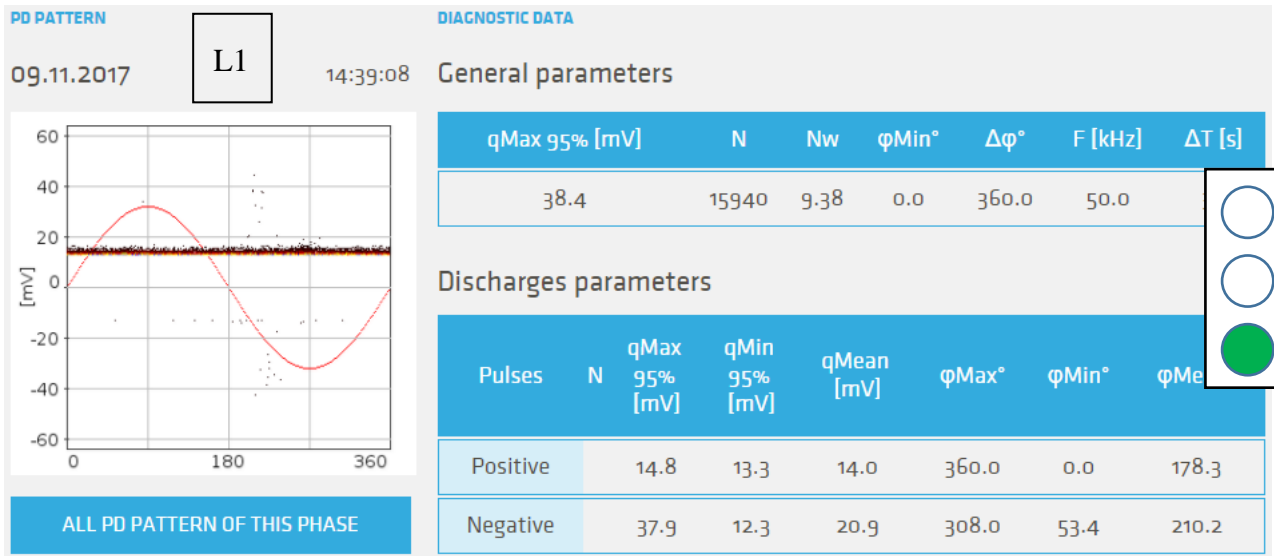 PD PATTERN
DIAGNOSTIC DATA
09.11.2017 L1 14:39:08
General parameters
qMax 95% [mV] N Nw φMin° Δφ° F [kHz] ΔT [s]
38.4 15940 9.38 0.0 360.0 50.0
60
40
20
0
-20
-40
-60
[mV]
0 180 360
Discharges parameters
Pulses N qMax 95% [mV] qMin 95% [mV] qMean [mV] φMax° φMin° φMe
Positive 14.8 13.3 14.0 360.0 0.0 178.3
Negative 37.9 12.3 20.9 308.0 53.4 210.2
ALL PD PATTERN OF THIS PHASE